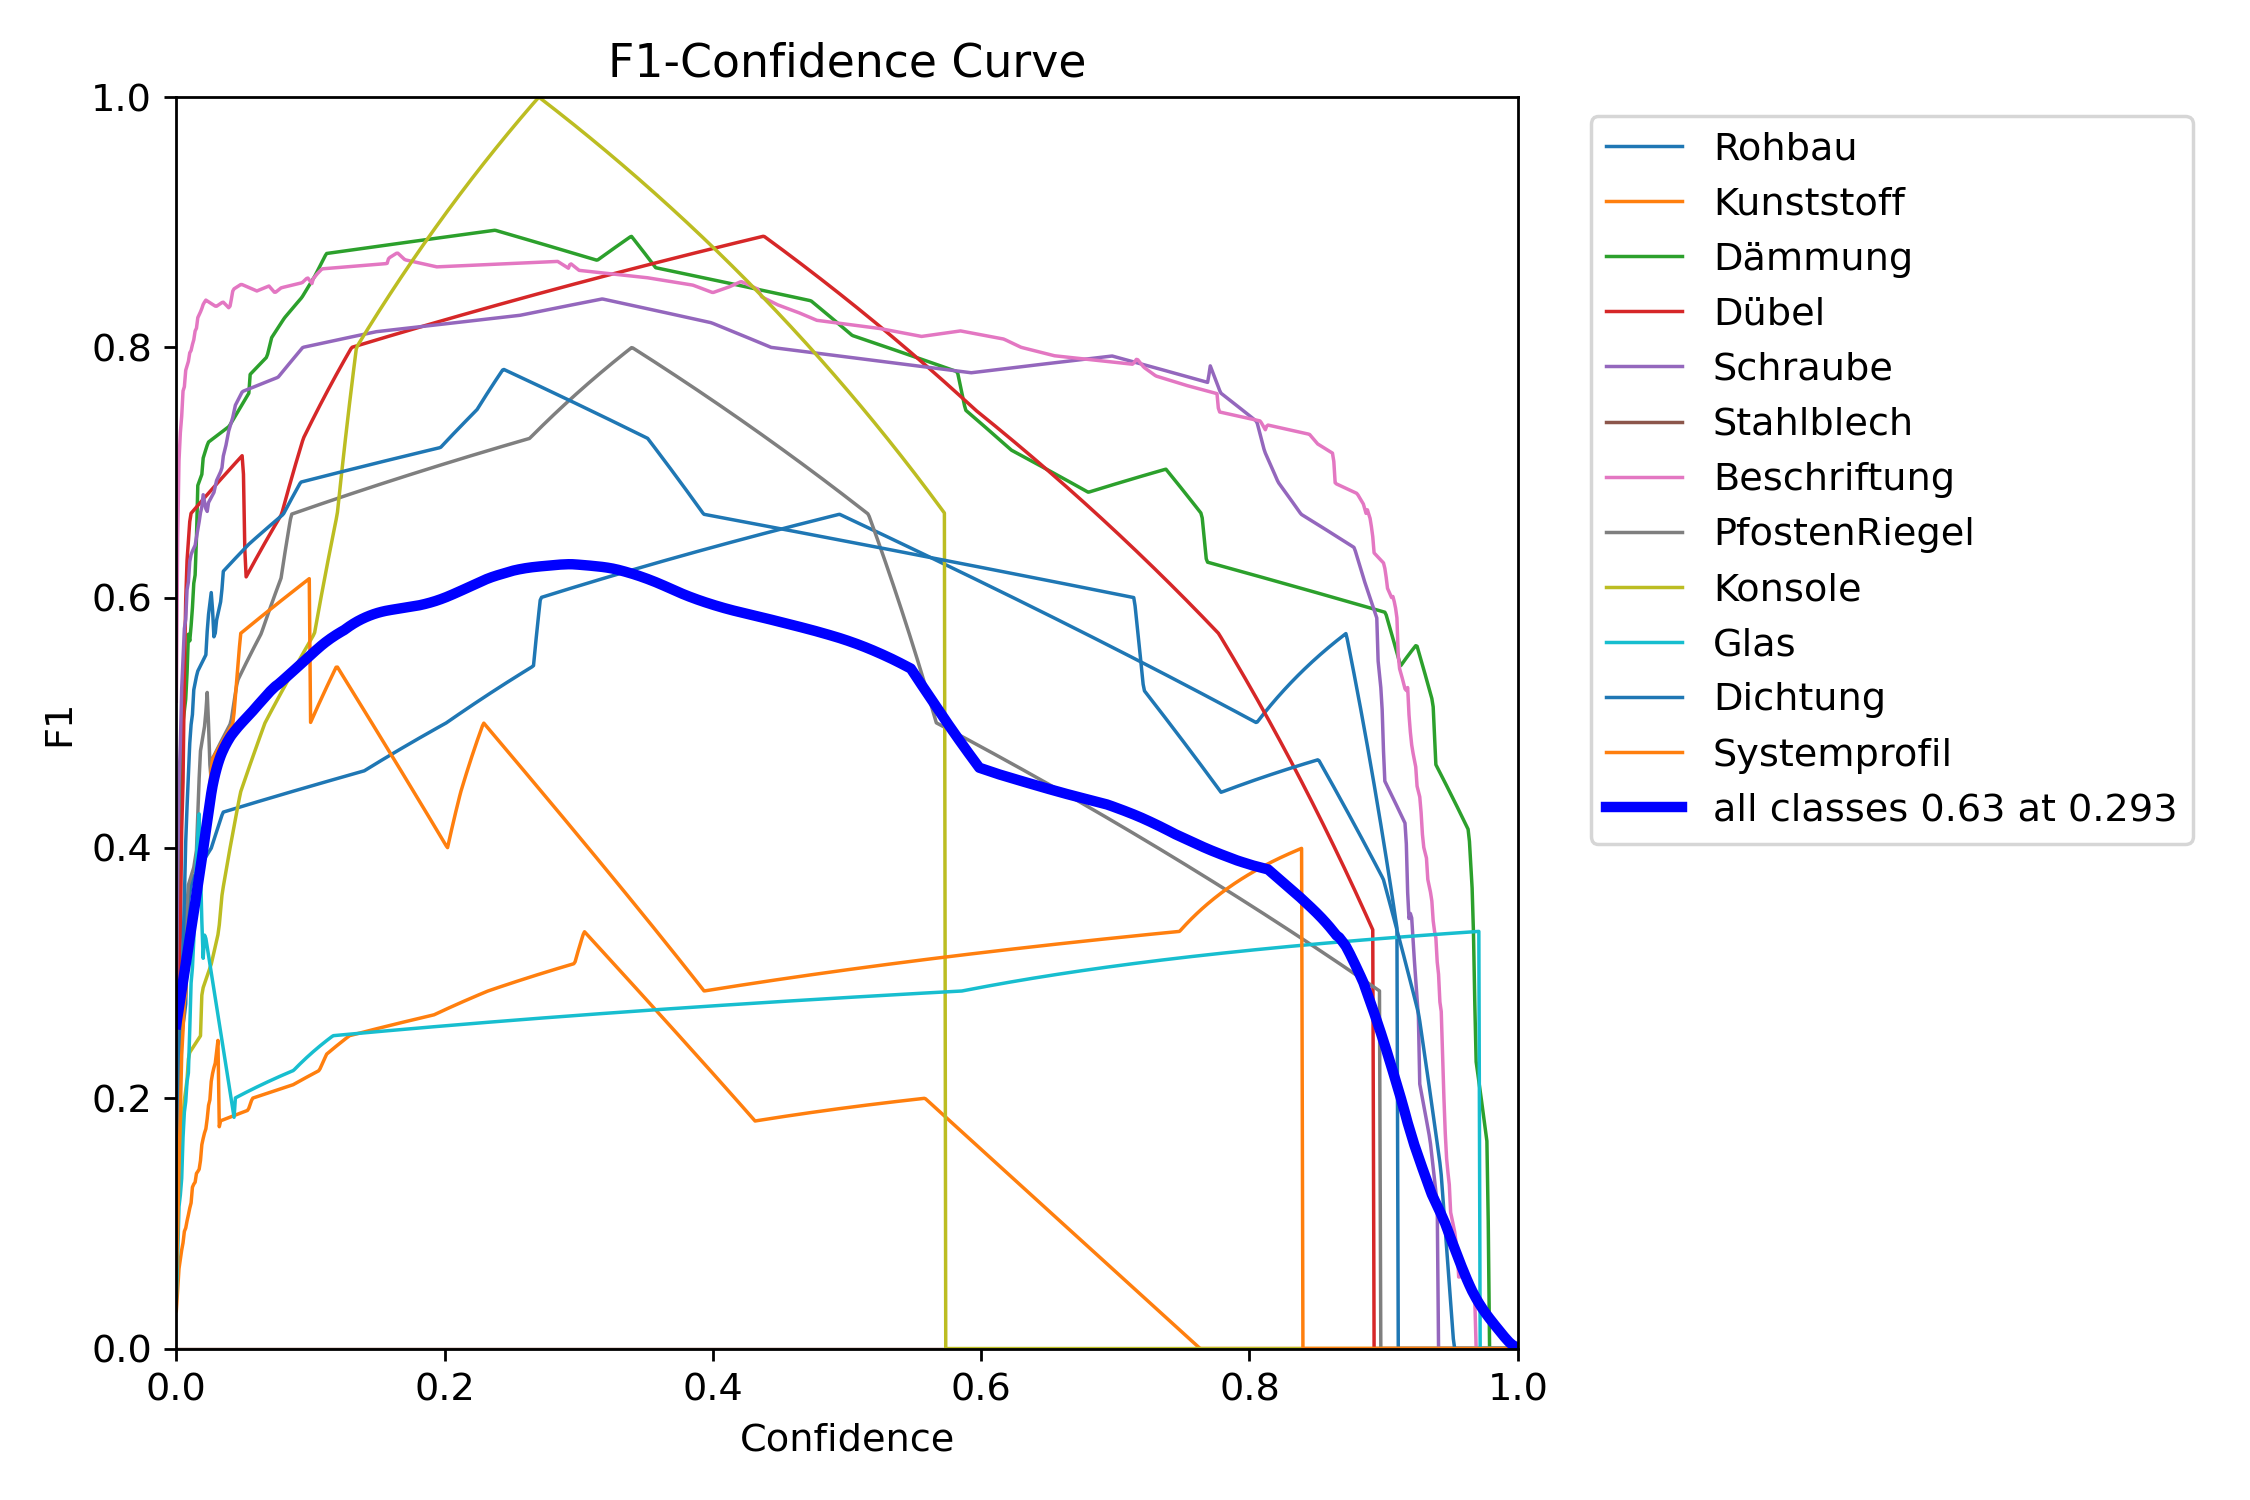 F1-Confidence Curve
1.0
0.8
0.6
0.4
0.2
0.0
F1
0.0 0.2 0.4 0.6 0.8 1.0
Confidence
Rohbau
Kunststoff
Dämmung
Dübel
Schraube
Stahlblech
Beschriftung
PfostenRiegel
Konsole
Glas
Dichtung
Systemprofil
all classes 0.63 at 0.293